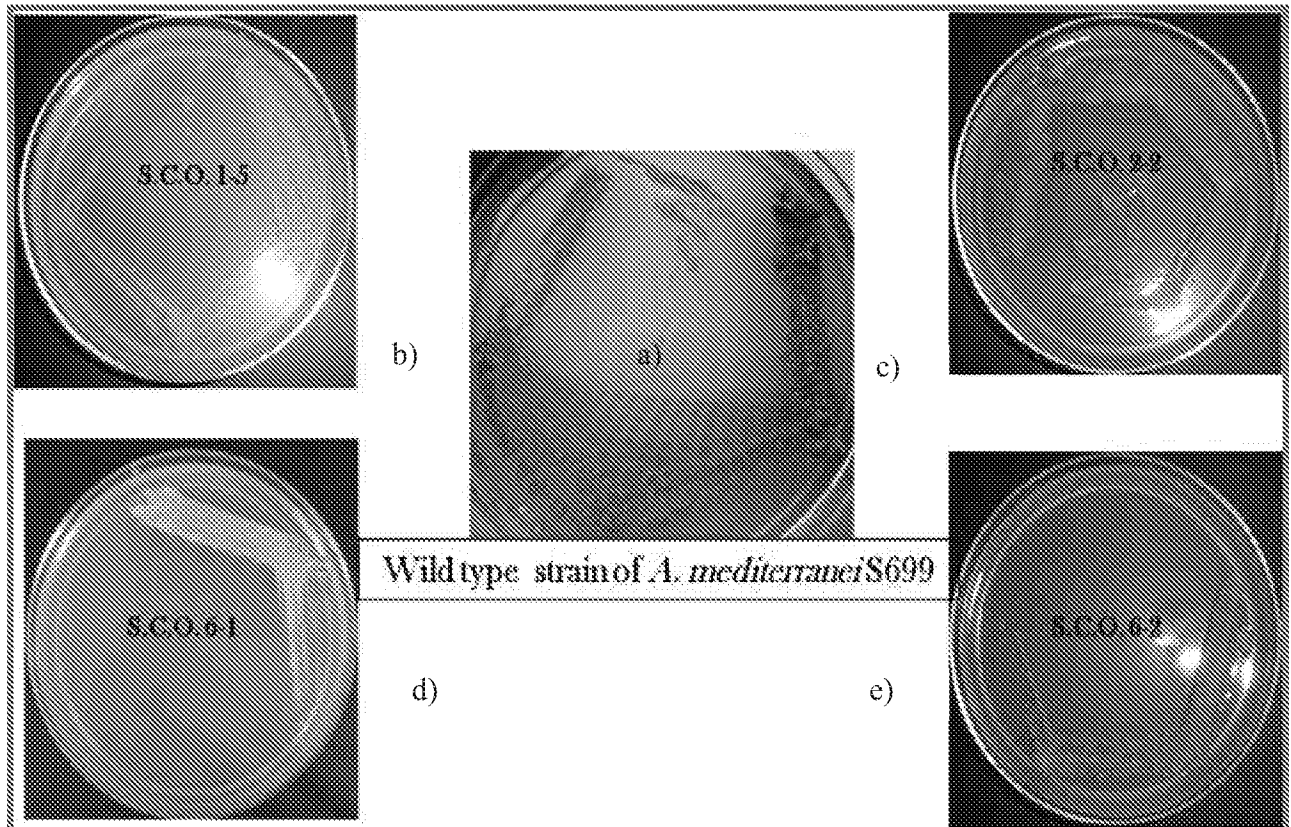 S.C.O. 1-5
S.C.O. 2-2
b)
a)
c)
Wild type strain of A. mediterranei S699
S.C.O. 6-1
S.C.O. 6-2
d)
e)